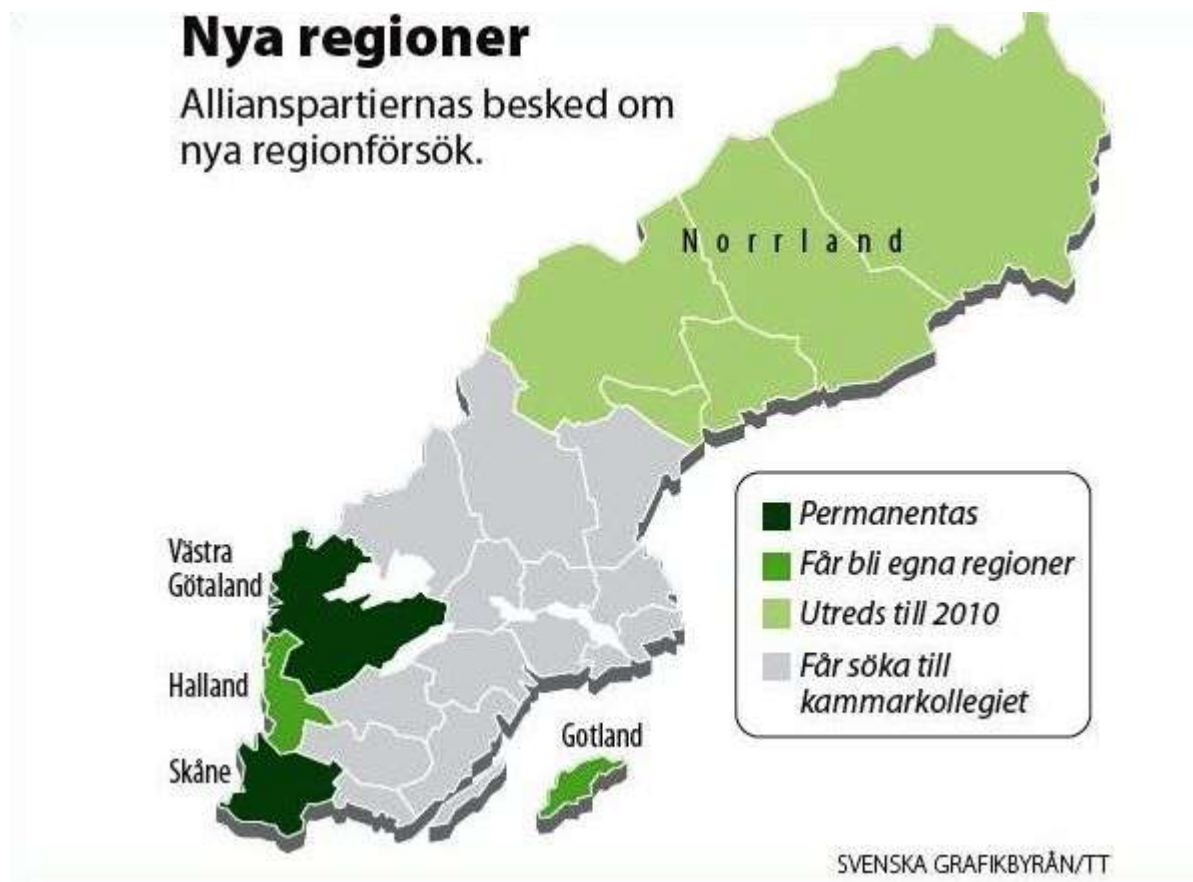 Nya regioner
Allianspartiernas besked om
nya regionförsök.
Norrland
Västra
Götaland
Halland
Skåne
Gotland
Permanentas
Får bli egna regioner
Utreds till 2010
Får söka till
kammarkollegiet
SVENSKA GRAFIKBYRÅN/TT